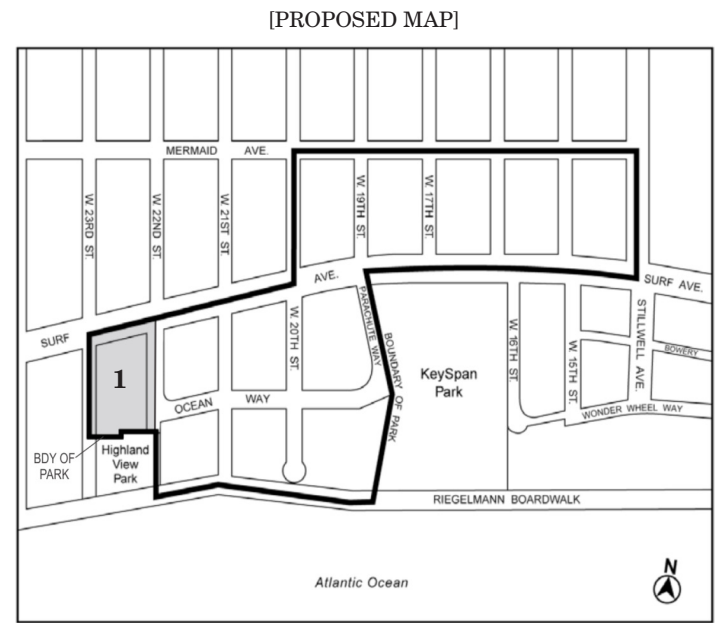 [PROPOSED MAP]
MERMAID AVE.
W. 23RD ST.
W. 22ND ST.
W. 21ST ST.
W. 19TH ST.
W. 17TH ST.
AVE.
SURF AVE.
SURF
W. 20TH ST.
PARACHUTE WAY
BOUNDARY OF PARK
KeySpan
Park
W. 16TH ST.
W. 15TH ST.
STILLWELL AVE.
BOWERY
1
OCEAN WAY
WONDER WHEEL WAY
BDY OF
PARK
Highland
View
Park
RIEGELMANN BOARDWALK
Atlantic Ocean
N